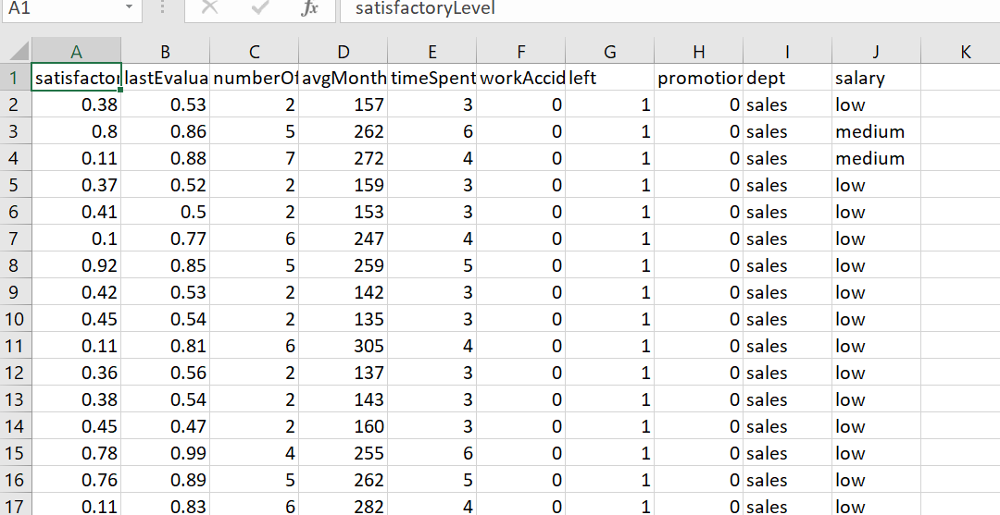 A1 fx satisfactoryLevel
A B C D E F G H I J K
1 satisfactor lastEvalua numberOf avgMonth timeSpent workAccid left promotion dept salary
2 0.38 0.53 2 157 3 0 1 0 sales low
3 0.8 0.86 5 262 6 0 1 0 sales medium
4 0.11 0.88 7 272 4 0 1 0 sales medium
5 0.37 0.52 2 159 3 0 1 0 sales low
6 0.41 0.5 2 153 3 0 1 0 sales low
7 0.1 0.77 6 247 4 0 1 0 sales low
8 0.92 0.85 5 259 5 0 1 0 sales low
9 0.42 0.53 2 142 3 0 1 0 sales low
10 0.45 0.54 2 135 3 0 1 0 sales low
11 0.11 0.81 6 305 4 0 1 0 sales low
12 0.36 0.56 2 137 3 0 1 0 sales low
13 0.38 0.54 2 143 3 0 1 0 sales low
14 0.45 0.47 2 160 3 0 1 0 sales low
15 0.78 0.99 4 255 6 0 1 0 sales low
16 0.76 0.89 5 262 5 0 1 0 sales low
17 0.11 0.83 6 282 4 0 1 0 sales low